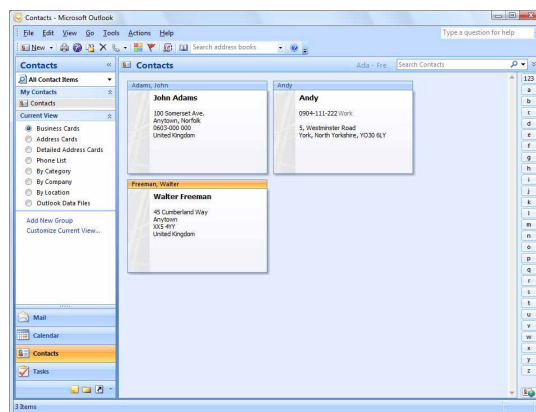 Contacts - Microsoft Outlook
File Edit View Go Tools Actions Help
Type a question for help
New
Search address books
Contacts
Contacts
Ada - Fre
Search Contacts
All Contact Items
My Contacts
Contacts
Current View
Business Cards
Address Cards
Detailed Address Cards
Phone List
By Category
By Company
By Location
Outlook Data Files
Add New Group
Customize Current View...
Mail
Calendar
Contacts
Tasks
Adams, John
John Adams
100 Somerset Ave.
Anytown, Norfolk
0603-000 000
United Kingdom
Andy
Andy
0904-111-222 Work
5, Westminster Road
York, North Yorkshire, YO30 6LY
Freeman, Walter
Walter Freeman
45 Cumberland Way
Anytown
XX5 4YY
United Kingdom
123
a
b
c
d
e
f
g
h
i
j
k
l
m
n
o
p
q
r
s
t
u
v
w
x
y
z
3 Items